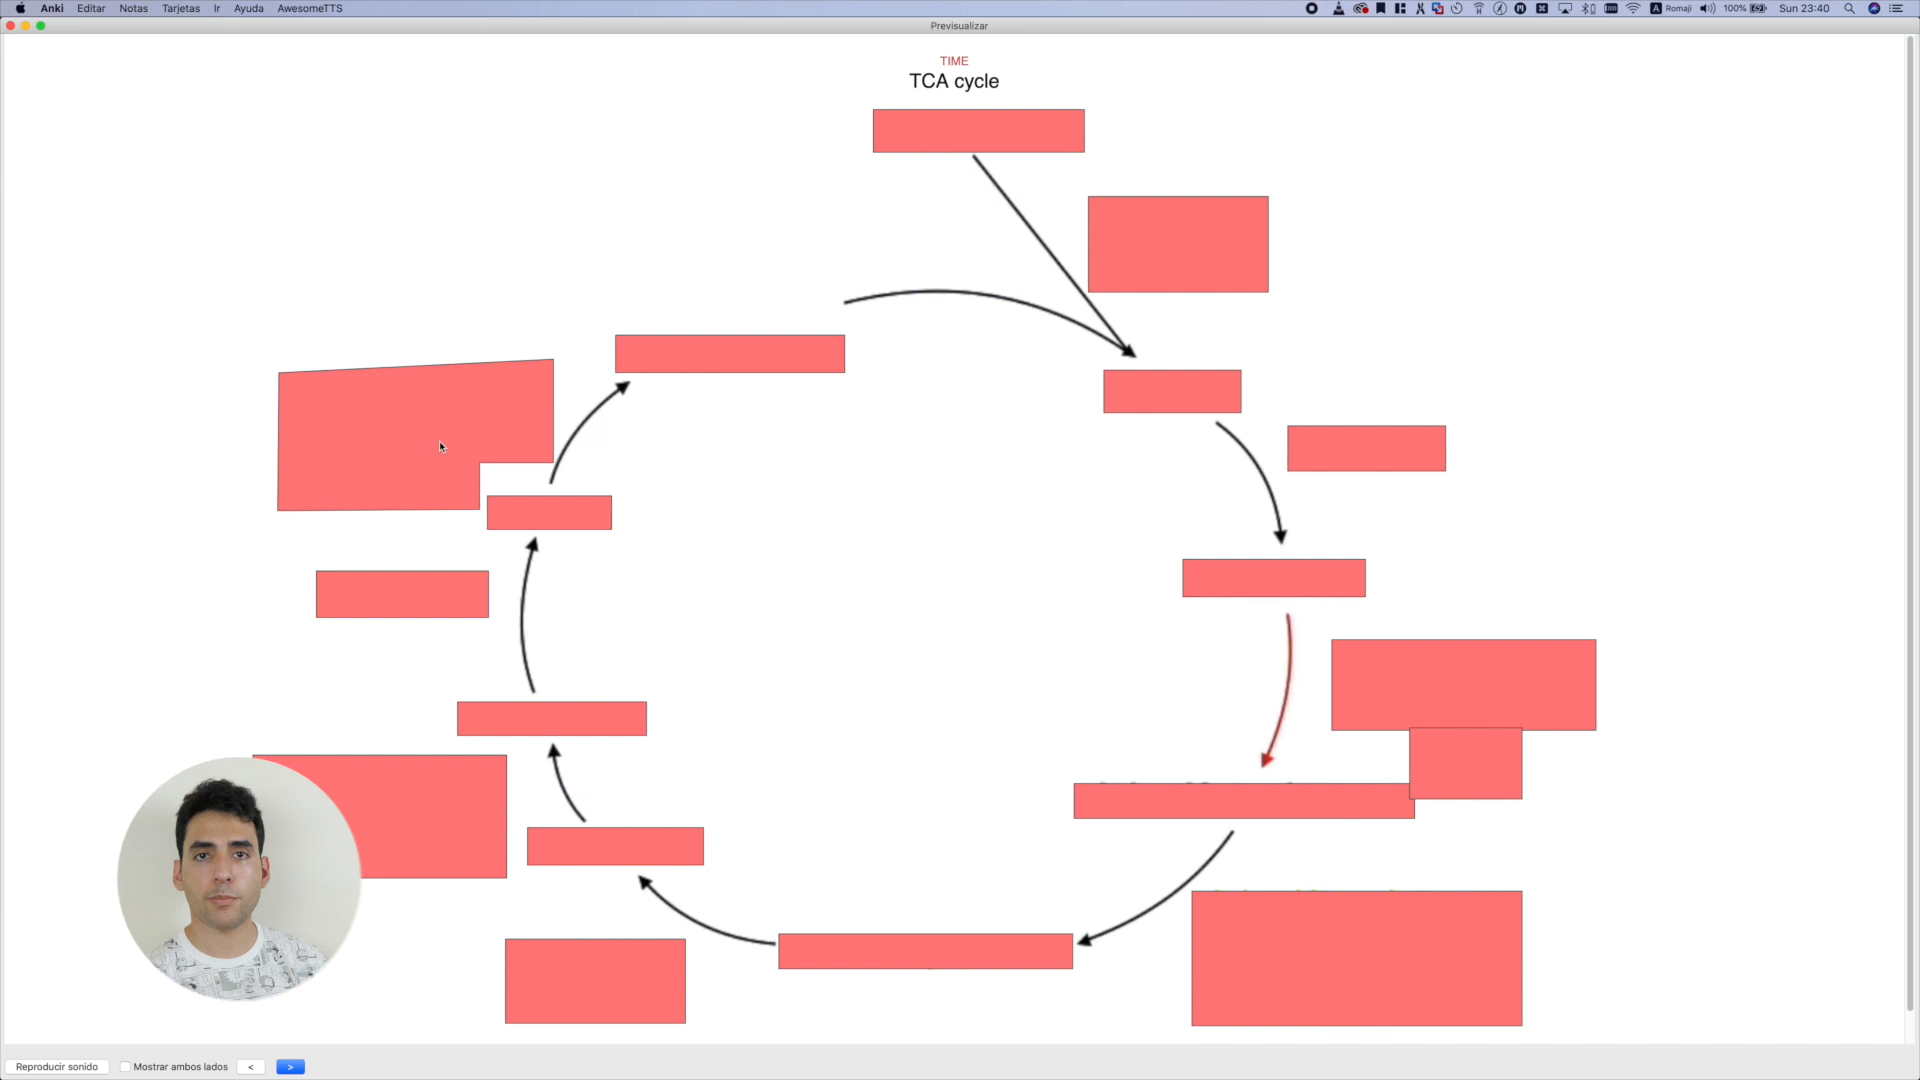 Anki Editar Notas Tarjetas Ir Ayuda AwesomeTTS Romaji 100% Sun 23:40
Previsualizar
TIME
TCA cycle
Reproducir sonido Mostrar ambos lados < >